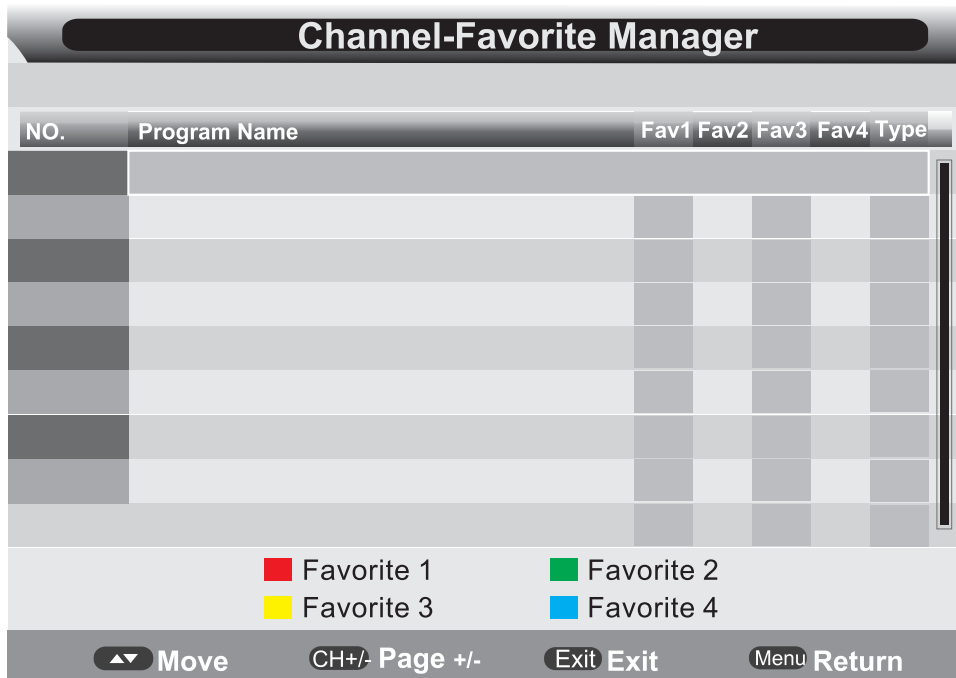 Channel-Favorite Manager
NO. Program Name Fav1 Fav2 Fav3 Fav4 Type
Favorite 1 Favorite 2
Favorite 3 Favorite 4
Move CH+/- Page +/- Exit Exit Menu Return